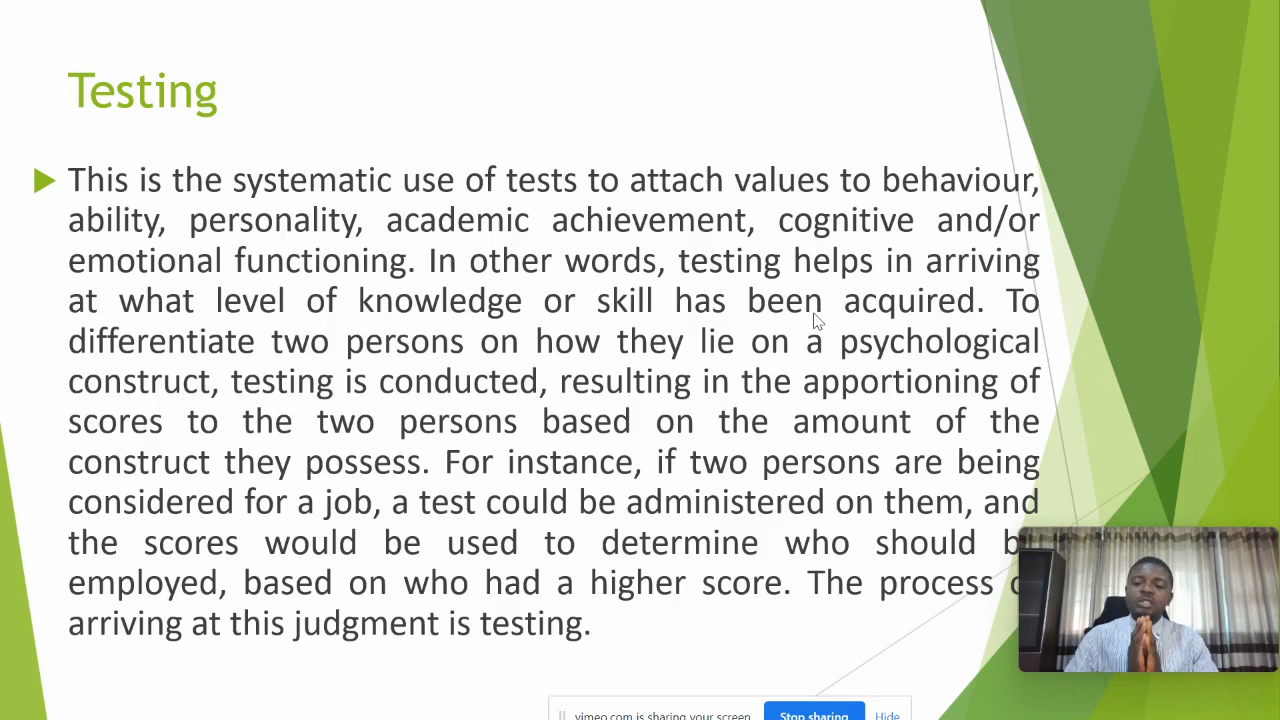 Testing
This is the systematic use of tests to attach values to behaviour,
ability, personality, academic achievement, cognitive and/or
emotional functioning. In other words, testing helps in arriving
at what level of knowledge or skill has been acquired. To
differentiate two persons on how they lie on a psychological
construct, testing is conducted, resulting in the apportioning of
scores to the two persons based on the amount of the
construct they possess. For instance, if two persons are being
considered for a job, a test could be administered on them, and
the scores would be used to determine who should
employed, based on who had a higher score. The process
arriving at this judgment is testing.
vimeo.com is sharing your screen. Stop sharing Hide